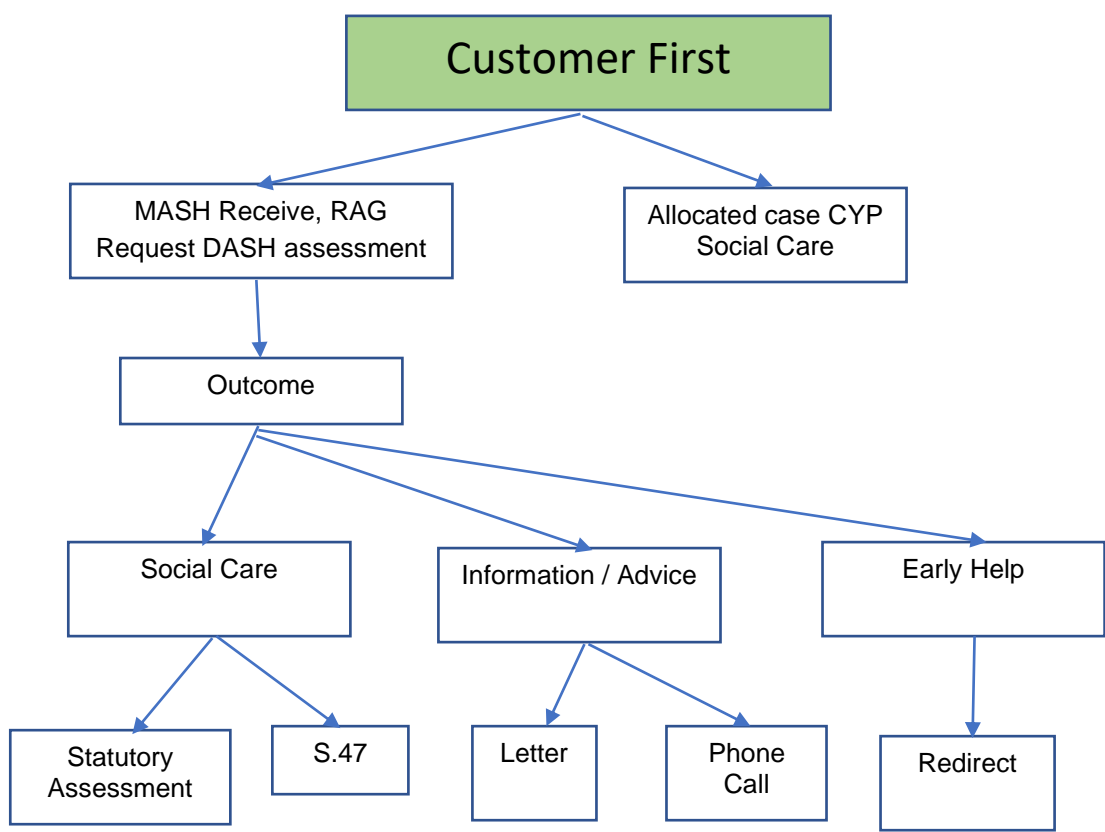 Customer First
MASH Receive, RAG
Request DASH assessment
Allocated case CYP
Social Care
Outcome
Social Care
Information / Advice
Early Help
Statutory
Assessment
S.47
Letter
Phone
Call
Redirect